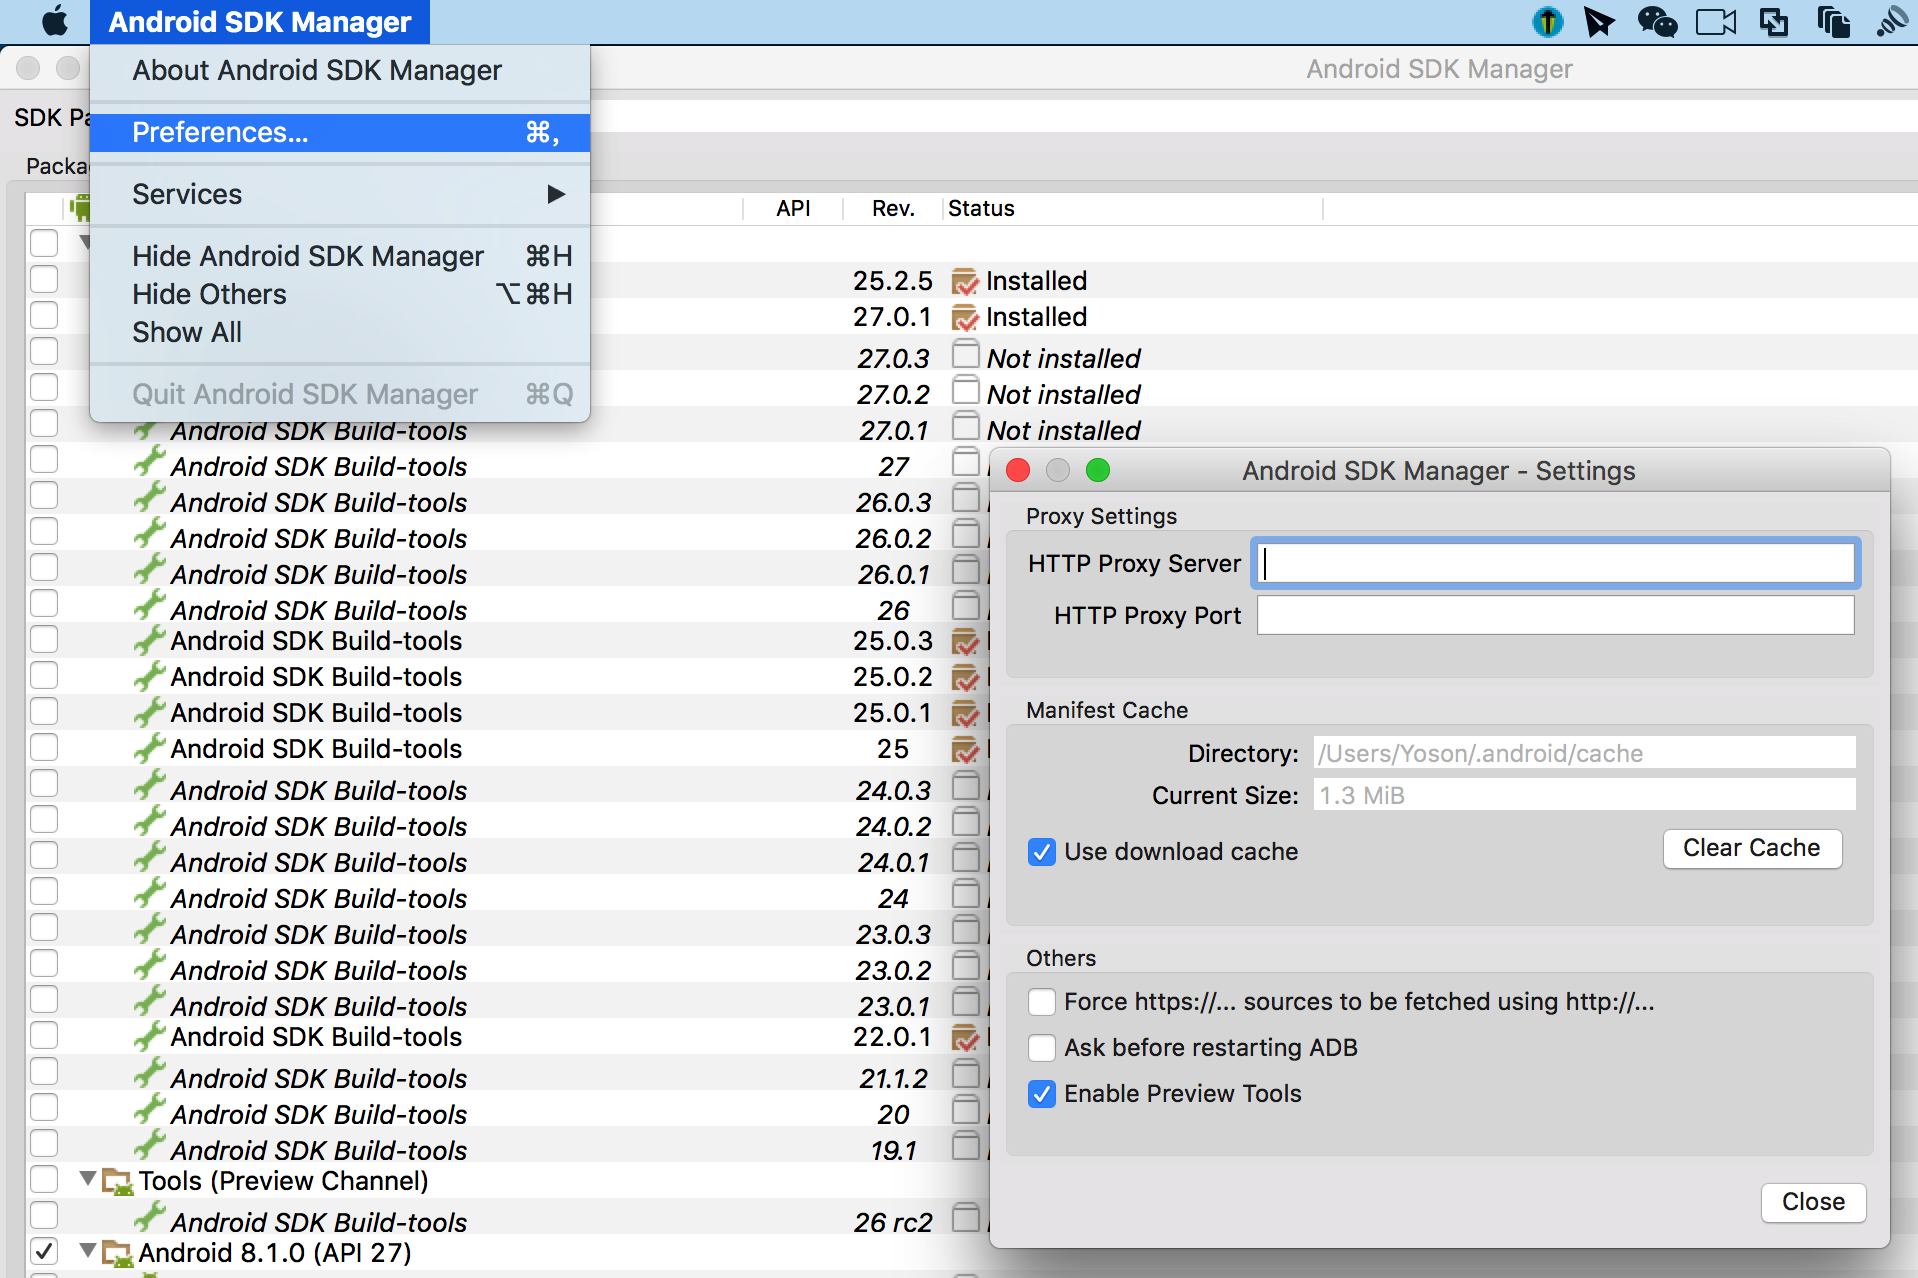 Android SDK Manager
About Android SDK Manager
Preferences... ⌘,
Services
Hide Android SDK Manager ⌘H
Hide Others ⌥⌘H
Show All
Quit Android SDK Manager ⌘Q
Android SDK Manager
SDK
API Rev. Status
25.2.5 Installed
27.0.1 Installed
27.0.3 Not installed
27.0.2 Not installed
Android SDK Build-tools 27.0.1 Not installed
Android SDK Build-tools 27
Android SDK Build-tools 26.0.3
Android SDK Build-tools 26.0.2
Android SDK Build-tools 26.0.1
Android SDK Build-tools 26
Android SDK Build-tools 25.0.3
Android SDK Build-tools 25.0.2
Android SDK Build-tools 25.0.1
Android SDK Build-tools 25
Android SDK Build-tools 24.0.3
Android SDK Build-tools 24.0.2
Android SDK Build-tools 24.0.1
Android SDK Build-tools 24
Android SDK Build-tools 23.0.3
Android SDK Build-tools 23.0.2
Android SDK Build-tools 23.0.1
Android SDK Build-tools 22.0.1
Android SDK Build-tools 21.1.2
Android SDK Build-tools 20
Android SDK Build-tools 19.1
Tools (Preview Channel)
Android SDK Build-tools 26 rc2
Android 8.1.0 (API 27)
Android SDK Manager - Settings
Proxy Settings
HTTP Proxy Server
HTTP Proxy Port
Manifest Cache
Directory: /Users/Yoson/.android/cache
Current Size: 1.3 MiB
Use download cache
Clear Cache
Others
Force https://... sources to be fetched using http://...
Ask before restarting ADB
Enable Preview Tools
Close